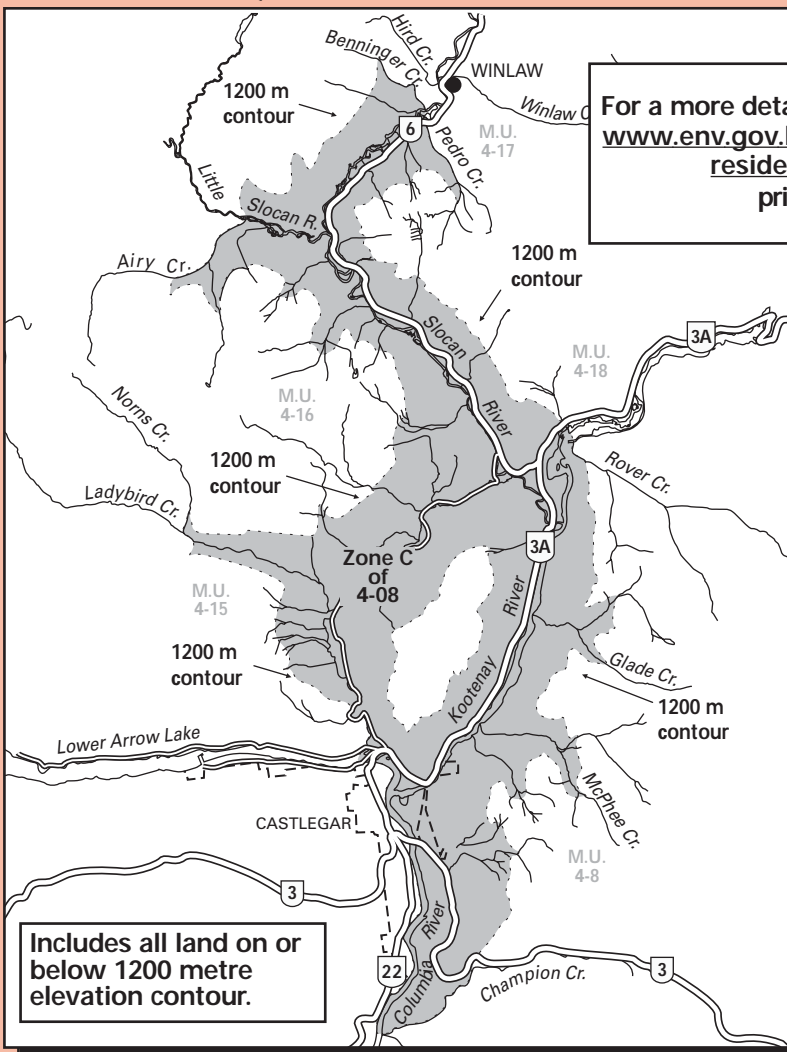 Hird Cr.
Benninger Cr.
WINLAW
1200 m
contour
Winlaw C
6
Pedro Cr.
M.U.
4-17
For a more deta
www.env.gov.
reside
pri
Little
Slocan R.
Airy Cr.
1200 m
contour
Slocan
River
3A
M.U.
4-18
M.U.
4-16
Norns Cr.
1200 m
contour
Ladybird Cr.
Rover Cr.
3A
Zone C
of
4-08
M.U.
4-15
River
Kootenay
1200 m
contour
Glade Cr.
1200 m
contour
Lower Arrow Lake
McPhee Cr.
CASTLEGAR
M.U.
4-8
3
River
Columbia
Includes all land on or
below 1200 metre
elevation contour.
22
Champion Cr.
3